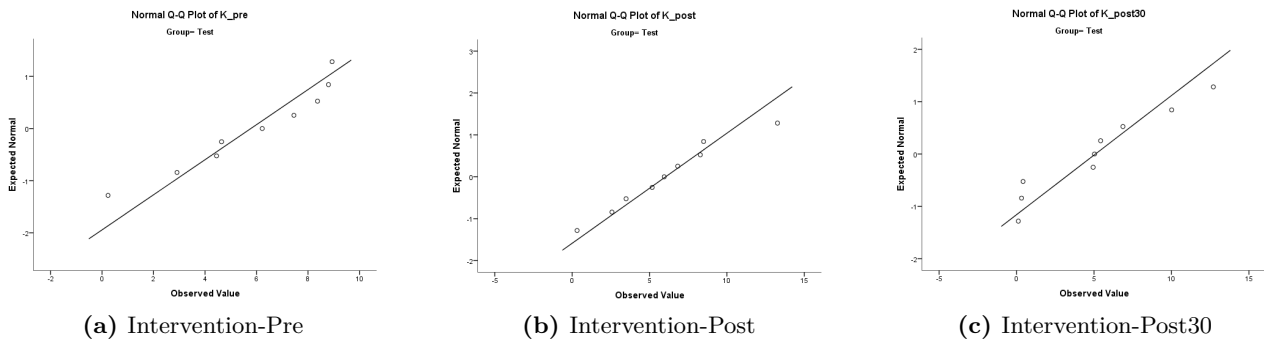 Normal Q-Q Plot of K_pre
Group= Test
Expected Normal
1
0
-1
-2
-2
0
2
4
6
8
10
Observed Value
(a) Intervention-Pre
Normal Q-Q Plot of K_post
Group= Test
Expected Normal
3
2
1
0
-1
-2
-5
0
5
10
15
Observed Value
(b) Intervention-Post
Normal Q-Q Plot of K_post30
Group= Test
Expected Normal
2
1
0
-1
-2
-5
0
5
10
15
Observed Value
(c) Intervention-Post30